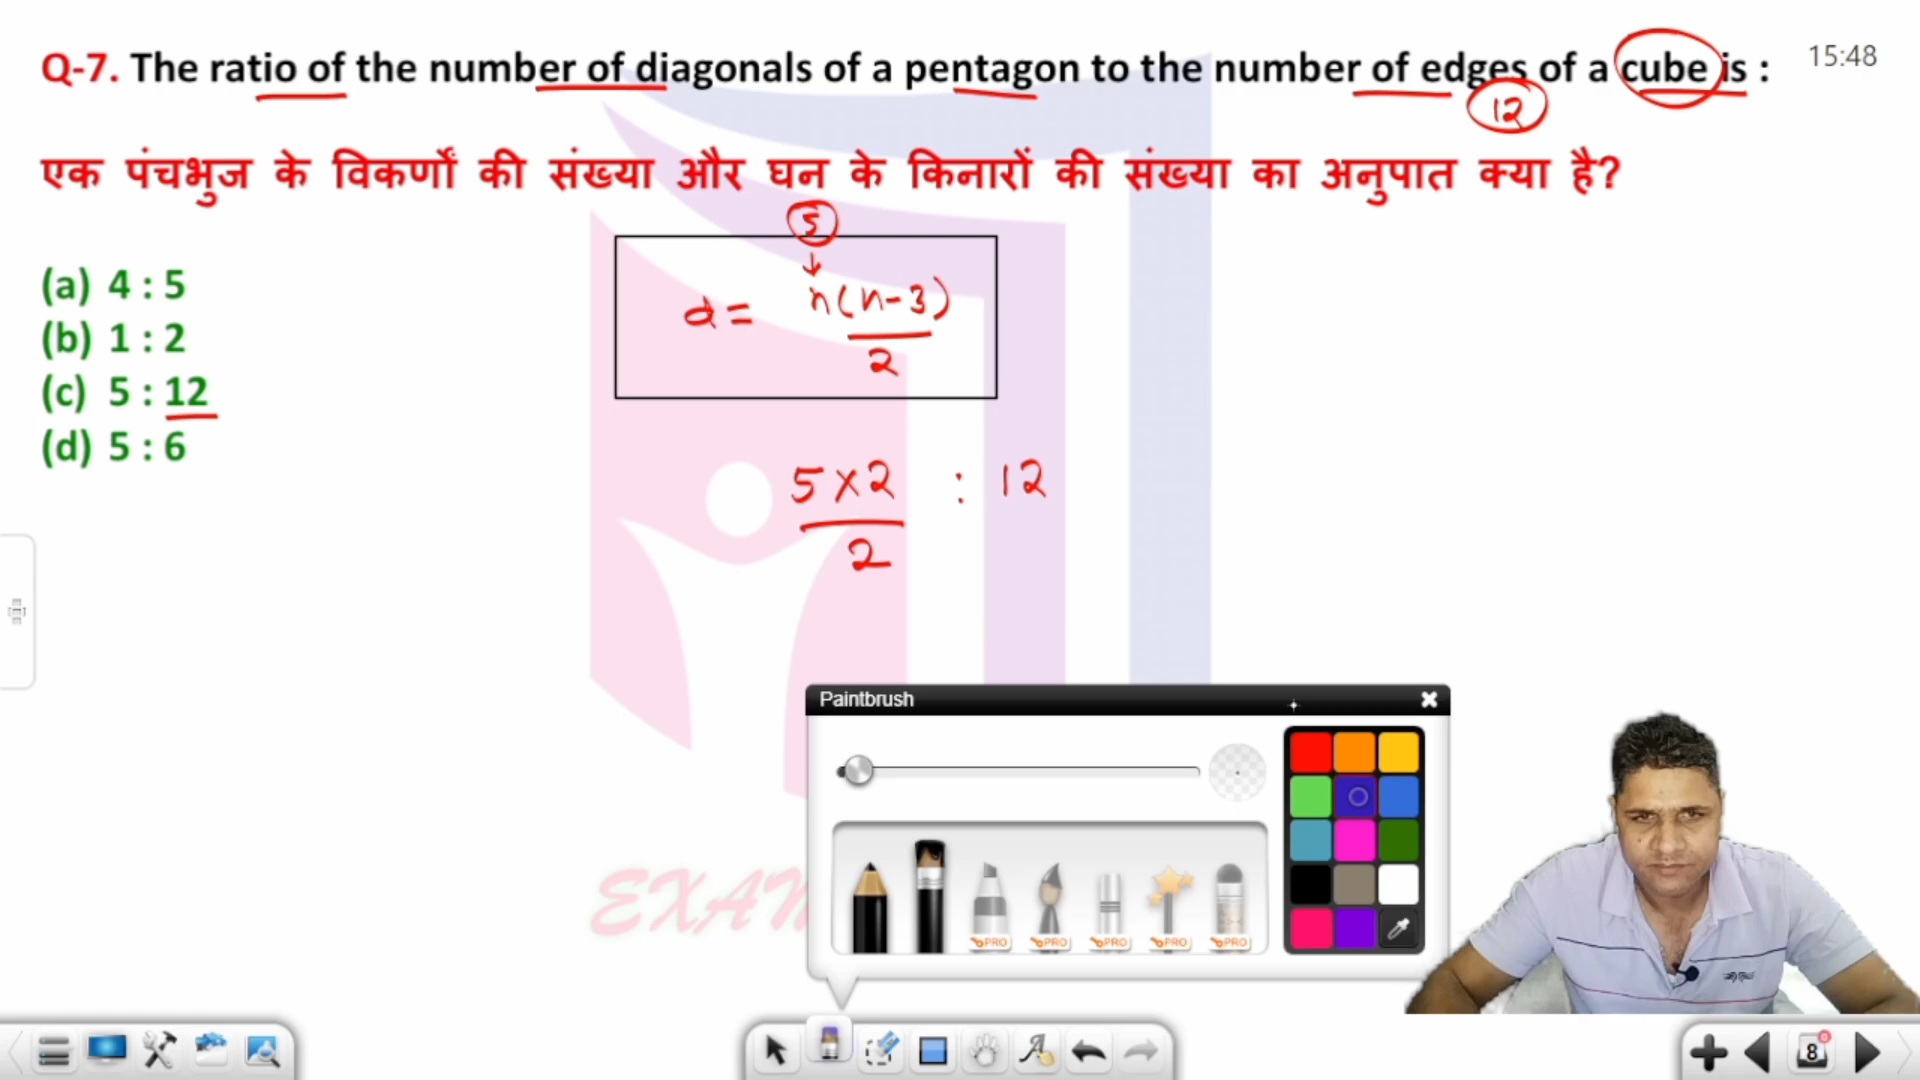 Q-7. The ratio of the number of diagonals of a pentagon to the number of edges of a cube is :
15:48
12
एक पंचभुज के विकर्णों की संख्या और घन के किनारों की संख्या का अनुपात क्या है?
5
(a) 4 : 5
(b) 1 : 2
(c) 5 : 12
(d) 5 : 6
d = n(n-3)
2
5×2 : 12
2
Paintbrush
EXAM
PRO PRO PRO PRO PRO
8